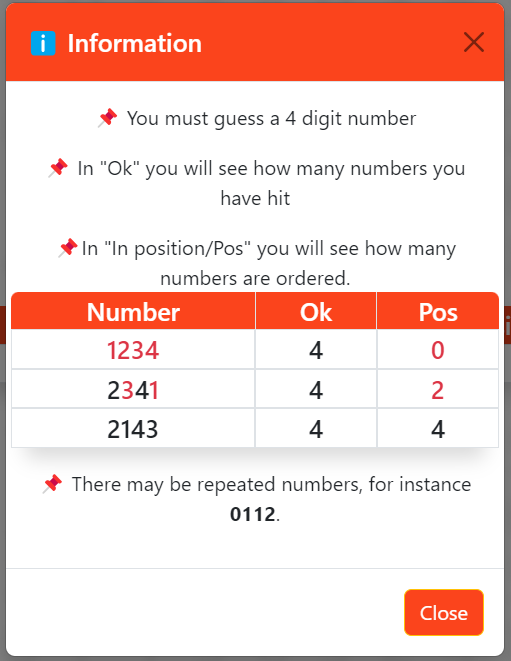 Information
You must guess a 4 digit number
In "Ok" you will see how many numbers you
have hit
In "In position/Pos" you will see how many
numbers are ordered.
Number Ok Pos
1234 4 0
2341 4 2
2143 4 4
There may be repeated numbers, for instance
0112.
Close